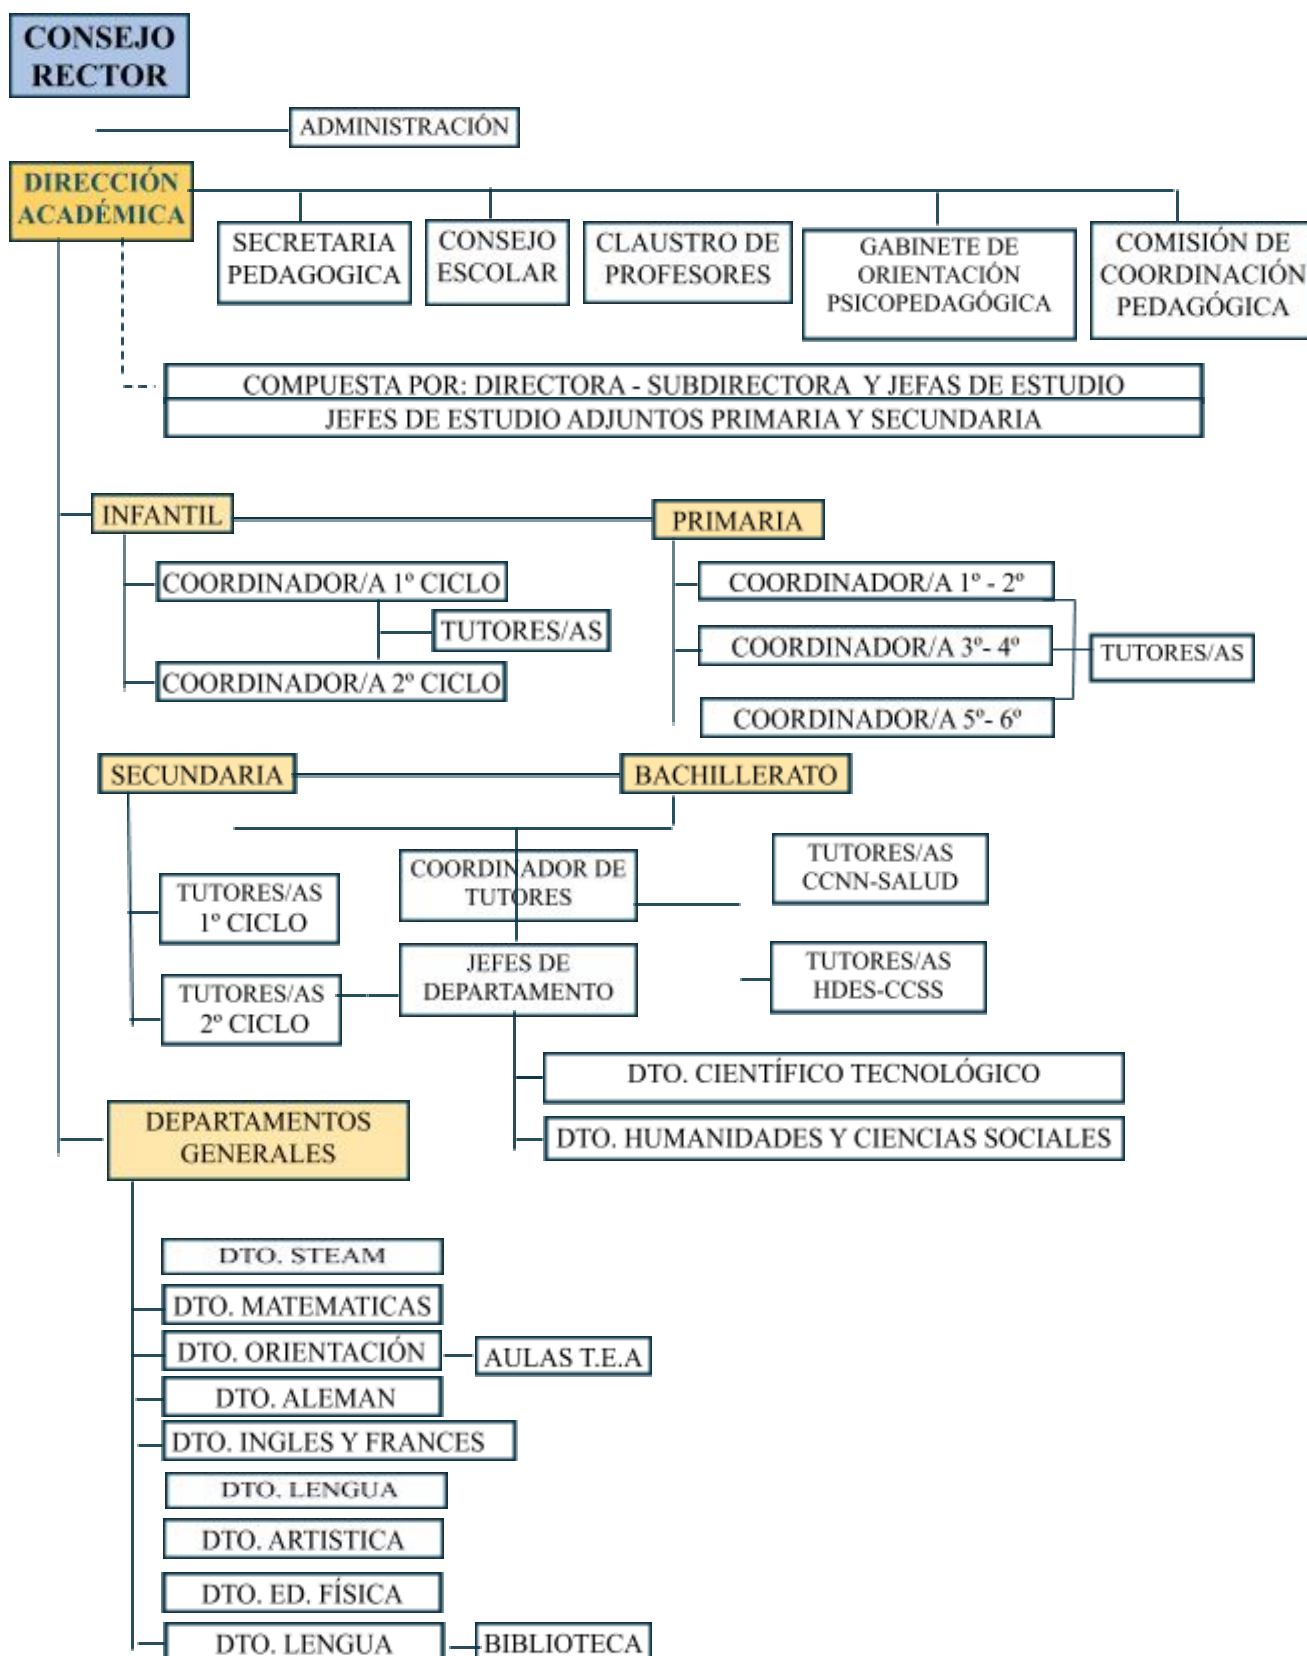 CONSEJO
RECTOR
ADMINISTRACIÓN
DIRECCIÓN
ACADÉMICA
SECRETARIA
PEDAGOGICA
CONSEJO
ESCOLAR
CLAUSTRO DE
PROFESORES
GABINETE DE
ORIENTACIÓN
PSICOPEDAGÓGICA
COMISIÓN DE
COORDINACIÓN
PEDAGÓGICA
COMPUESTA POR: DIRECTORA - SUBDIRECTORA Y JEFAS DE ESTUDIO
JEFES DE ESTUDIO ADJUNTOS PRIMARIA Y SECUNDARIA
INFANTIL
COORDINADOR/A 1º CICLO
TUTORES/AS
COORDINADOR/A 2º CICLO
PRIMARIA
COORDINADOR/A 1º - 2º
COORDINADOR/A 3º- 4º
TUTORES/AS
COORDINADOR/A 5º- 6º
SECUNDARIA
BACHILLERATO
TUTORES/AS
1º CICLO
TUTORES/AS
2º CICLO
COORDINADOR DE
TUTORES
JEFES DE
DEPARTAMENTO
TUTORES/AS
CCNN-SALUD
TUTORES/AS
HDES-CCSS
DTO. CIENTÍFICO TECNOLÓGICO
DTO. HUMANIDADES Y CIENCIAS SOCIALES
DEPARTAMENTOS
GENERALES
DTO. STEAM
DTO. MATEMATICAS
DTO. ORIENTACIÓN
AULAS T.E.A
DTO. ALEMAN
DTO. INGLES Y FRANCES
DTO. LENGUA
DTO. ARTISTICA
DTO. ED. FÍSICA
DTO. LENGUA
BIBLIOTECA